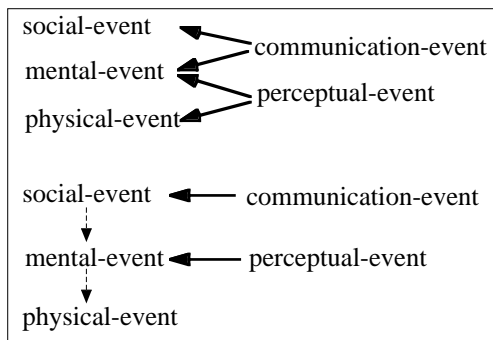 social-event
communication-event
mental-event
perceptual-event
physical-event
social-event
communication-event
mental-event
perceptual-event
physical-event